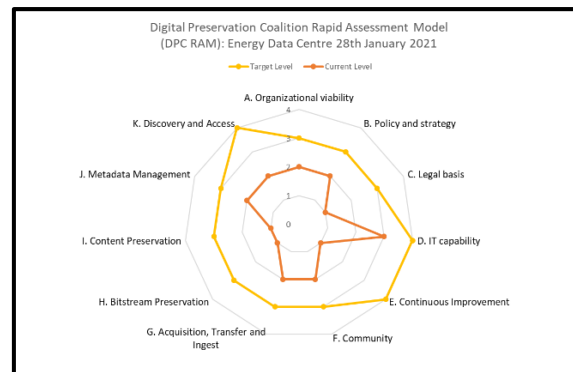 Digital Preservation Coalition Rapid Assessment Model
(DPC RAM): Energy Data Centre 28th January 2021
Target Level
Current Level
A. Organizational viability
K. Discovery and Access
B. Policy and strategy
J. Metadata Management
C. Legal basis
I. Content Preservation
D. IT capability
H. Bitstream Preservation
E. Continuous Improvement
G. Acquisition, Transfer and
Ingest
F. Community
4
3
2
1
0